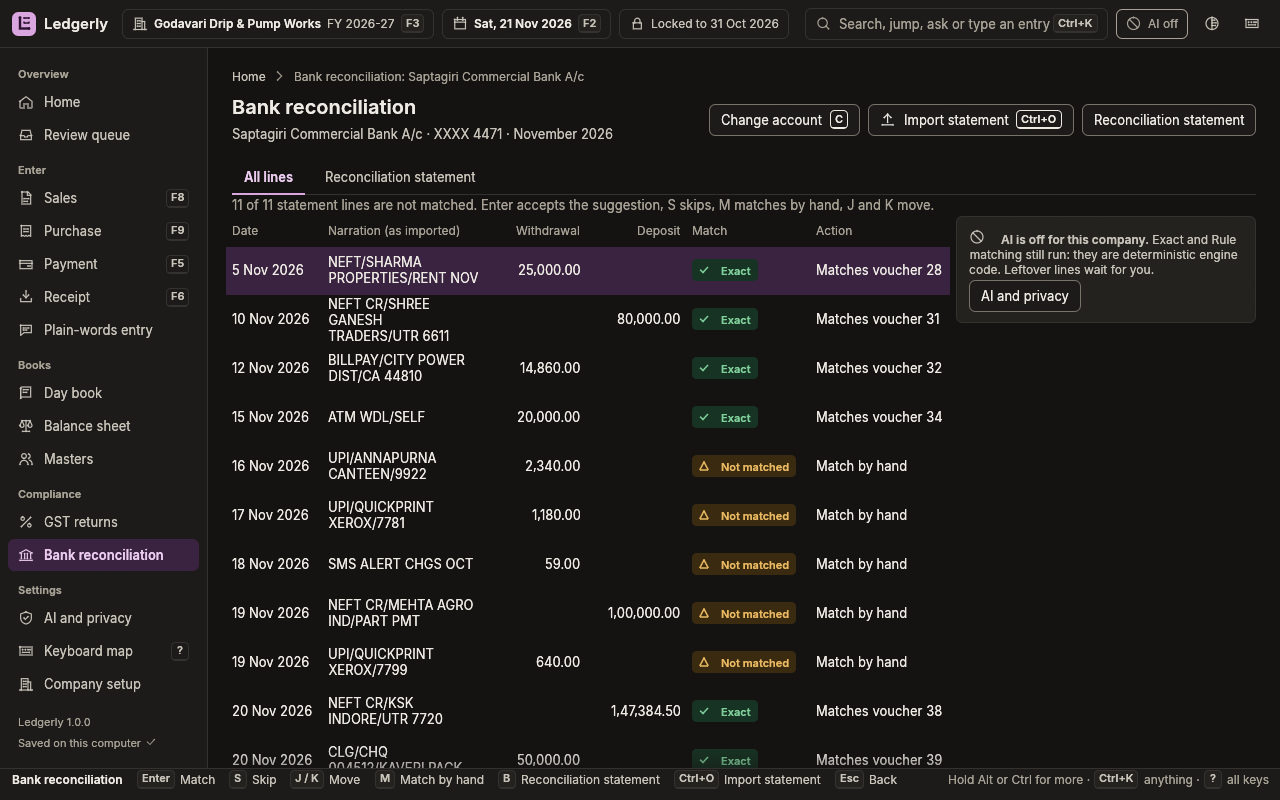 Ledgerly
Godavari Drip & Pump Works FY 2026-27 F3
Sat, 21 Nov 2026 F2
Locked to 31 Oct 2026
Search, jump, ask or type an entry Ctrl+K
AI off
Overview
Home
Review queue
Enter
Sales F8
Purchase F9
Payment F5
Receipt F6
Plain-words entry
Books
Day book
Balance sheet
Masters
Compliance
GST returns
Bank reconciliation
Settings
AI and privacy
Keyboard map ?
Company setup
Ledgerly 1.0.0
Saved on this computer
Home > Bank reconciliation: Saptagiri Commercial Bank A/c
Bank reconciliation
Saptagiri Commercial Bank A/c · XXXX 4471 · November 2026
Change account C
Import statement Ctrl+O
Reconciliation statement
All lines
Reconciliation statement
11 of 11 statement lines are not matched. Enter accepts the suggestion, S skips, M matches by hand, J and K move.
Date Narration (as imported) Withdrawal Deposit Match Action
5 Nov 2026 NEFT/SHARMA
PROPERTIES/RENT NOV 25,000.00 Exact Matches voucher 28
10 Nov 2026 NEFT CR/SHREE
GANESH
TRADERS/UTR 6611 80,000.00 Exact Matches voucher 31
12 Nov 2026 BILLPAY/CITY POWER
DIST/CA 44810 14,860.00 Exact Matches voucher 32
15 Nov 2026 ATM WDL/SELF 20,000.00 Exact Matches voucher 34
16 Nov 2026 UPI/ANNAPURNA
CANTEEN/9922 2,340.00 Not matched Match by hand
17 Nov 2026 UPI/QUICKPRINT
XEROX/7781 1,180.00 Not matched Match by hand
18 Nov 2026 SMS ALERT CHGS OCT 59.00 Not matched Match by hand
19 Nov 2026 NEFT CR/MEHTA AGRO
IND/PART PMT 1,00,000.00 Not matched Match by hand
19 Nov 2026 UPI/QUICKPRINT
XEROX/7799 640.00 Not matched Match by hand
20 Nov 2026 NEFT CR/KSK
INDORE/UTR 7720 1,47,384.50 Exact Matches voucher 38
20 Nov 2026 CLG/CHQ
004512/KAVERI PACK 50,000.00 Exact Matches voucher 39
AI is off for this company. Exact and Rule
matching still run: they are deterministic engine
code. Leftover lines wait for you.
AI and privacy
Bank reconciliation Enter Match S Skip J / K Move M Match by hand B Reconciliation statement Ctrl+O Import statement Esc Back Hold Alt or Ctrl for more · Ctrl+K anything · ? all keys